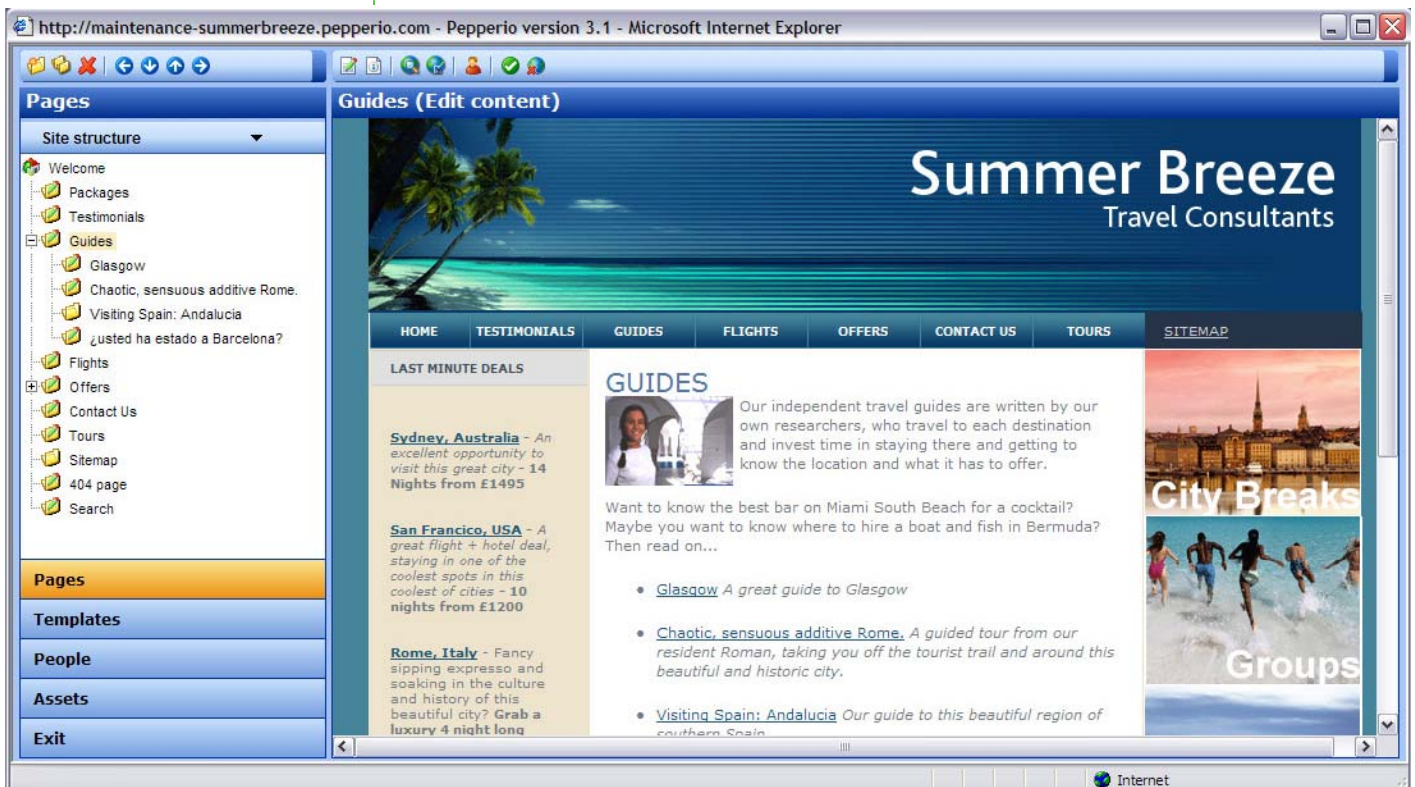 http://maintenance-summerbreeze.pepperio.com - Pepperio version 3.1 - Microsoft Internet Explorer
Pages
Site structure
Welcome
Packages
Testimonials
Guides
Glasgow
Chaotic, sensuous additive Rome.
Visiting Spain: Andalucia
¿usted ha estado a Barcelona?
Flights
Offers
Contact Us
Tours
Sitemap
404 page
Search
Pages
Templates
People
Assets
Exit
Guides (Edit content)
Summer Breeze
Travel Consultants
HOME TESTIMONIALS GUIDES FLIGHTS OFFERS CONTACT US TOURS SITEMAP
LAST MINUTE DEALS
Sydney, Australia - An
excellent opportunity to
visit this great city - 14
Nights from £1495
San Francico, USA - A
great flight + hotel deal,
staying in one of the
coolest spots in this
coolest of cities - 10
nights from £1200
Rome, Italy - Fancy
sipping expresso and
soaking in the culture
and history of this
beautiful city? Grab a
luxury 4 night long
GUIDES
Our independent travel guides are written by our
own researchers, who travel to each destination
and invest time in staying there and getting to
know the location and what it has to offer.
Want to know the best bar on Miami South Beach for a cocktail?
Maybe you want to know where to hire a boat and fish in Bermuda?
Then read on...
Glasgow A great guide to Glasgow
Chaotic, sensuous additive Rome. A guided tour from our
resident Roman, taking you off the tourist trail and around this
beautiful and historic city.
Visiting Spain: Andalucia Our guide to this beautiful region of
southern Spain
City Breaks
Groups
Internet